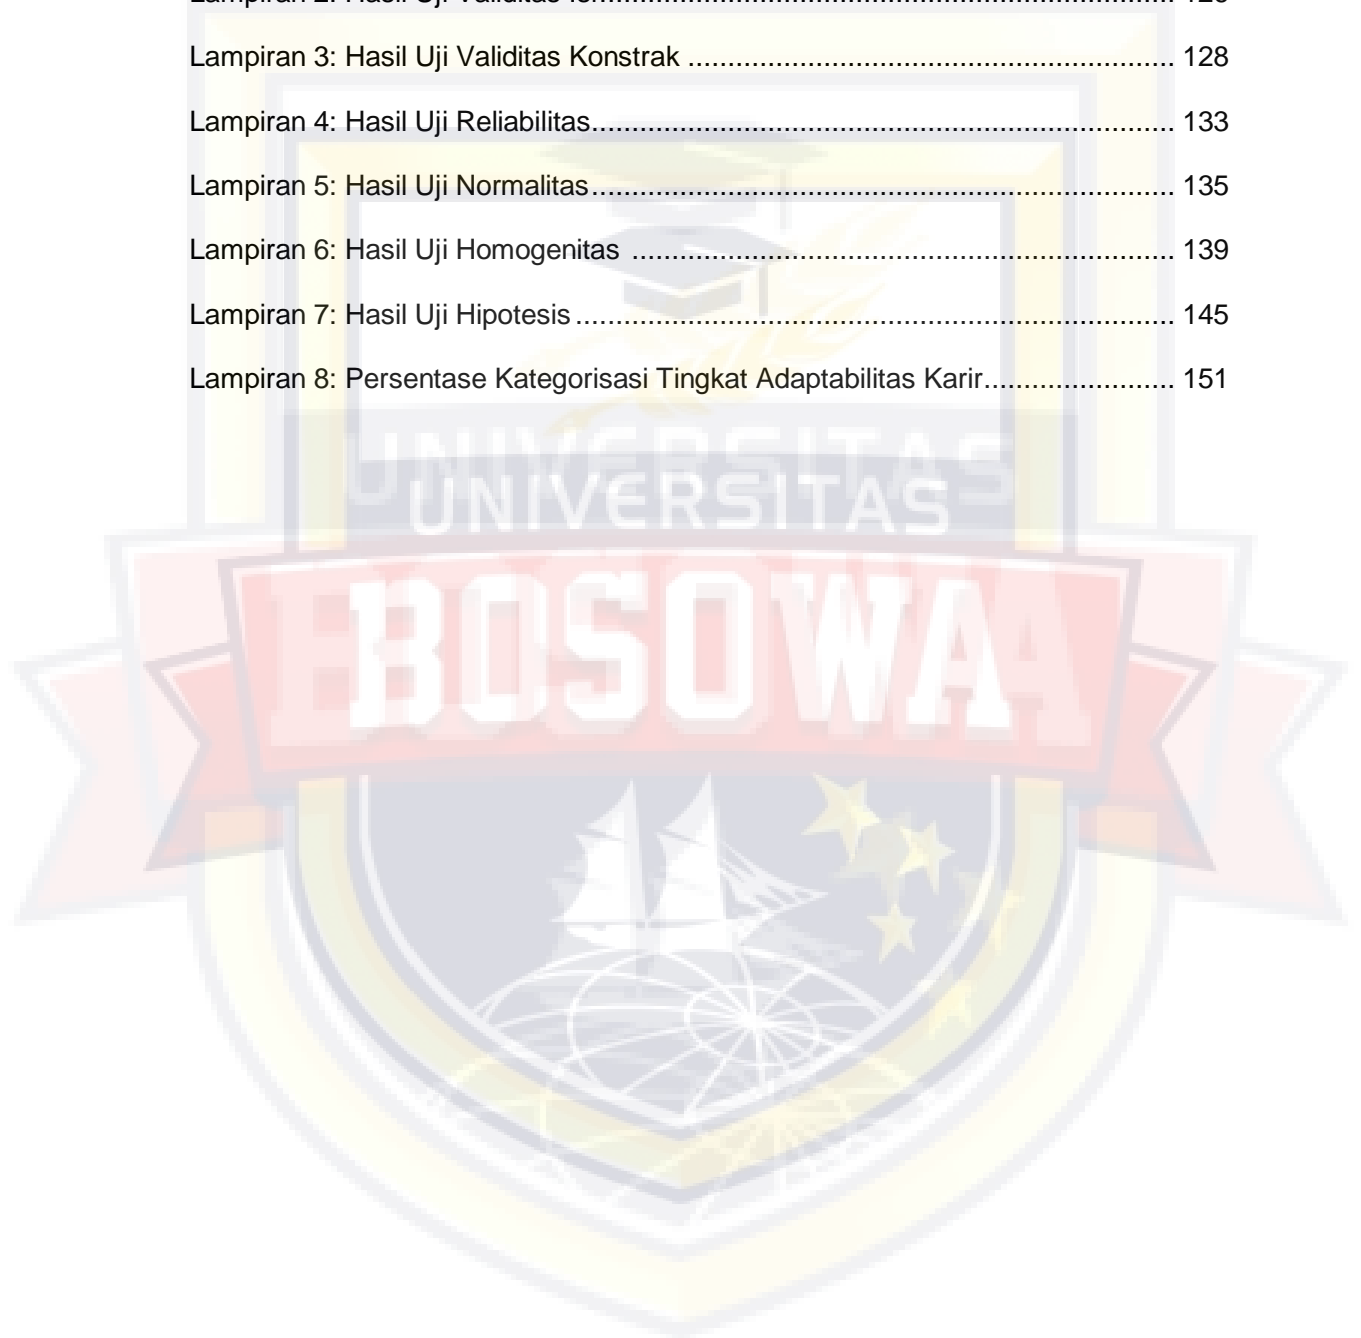 Lampiran 3: Hasil Uji Validitas Konstrak ............................................................ 128
Lampiran 4: Hasil Uji Reliabilitas........................................................................ 133
Lampiran 5: Hasil Uji Normalitas........................................................................ 135
Lampiran 6: Hasil Uji Homogenitas ................................................................... 139
Lampiran 7: Hasil Uji Hipotesis .......................................................................... 145
Lampiran 8: Persentase Kategorisasi Tingkat Adaptabilitas Karir....................... 151
UNIVERSITAS
UNIVERSITAS
BOSOWA
BOSOWA